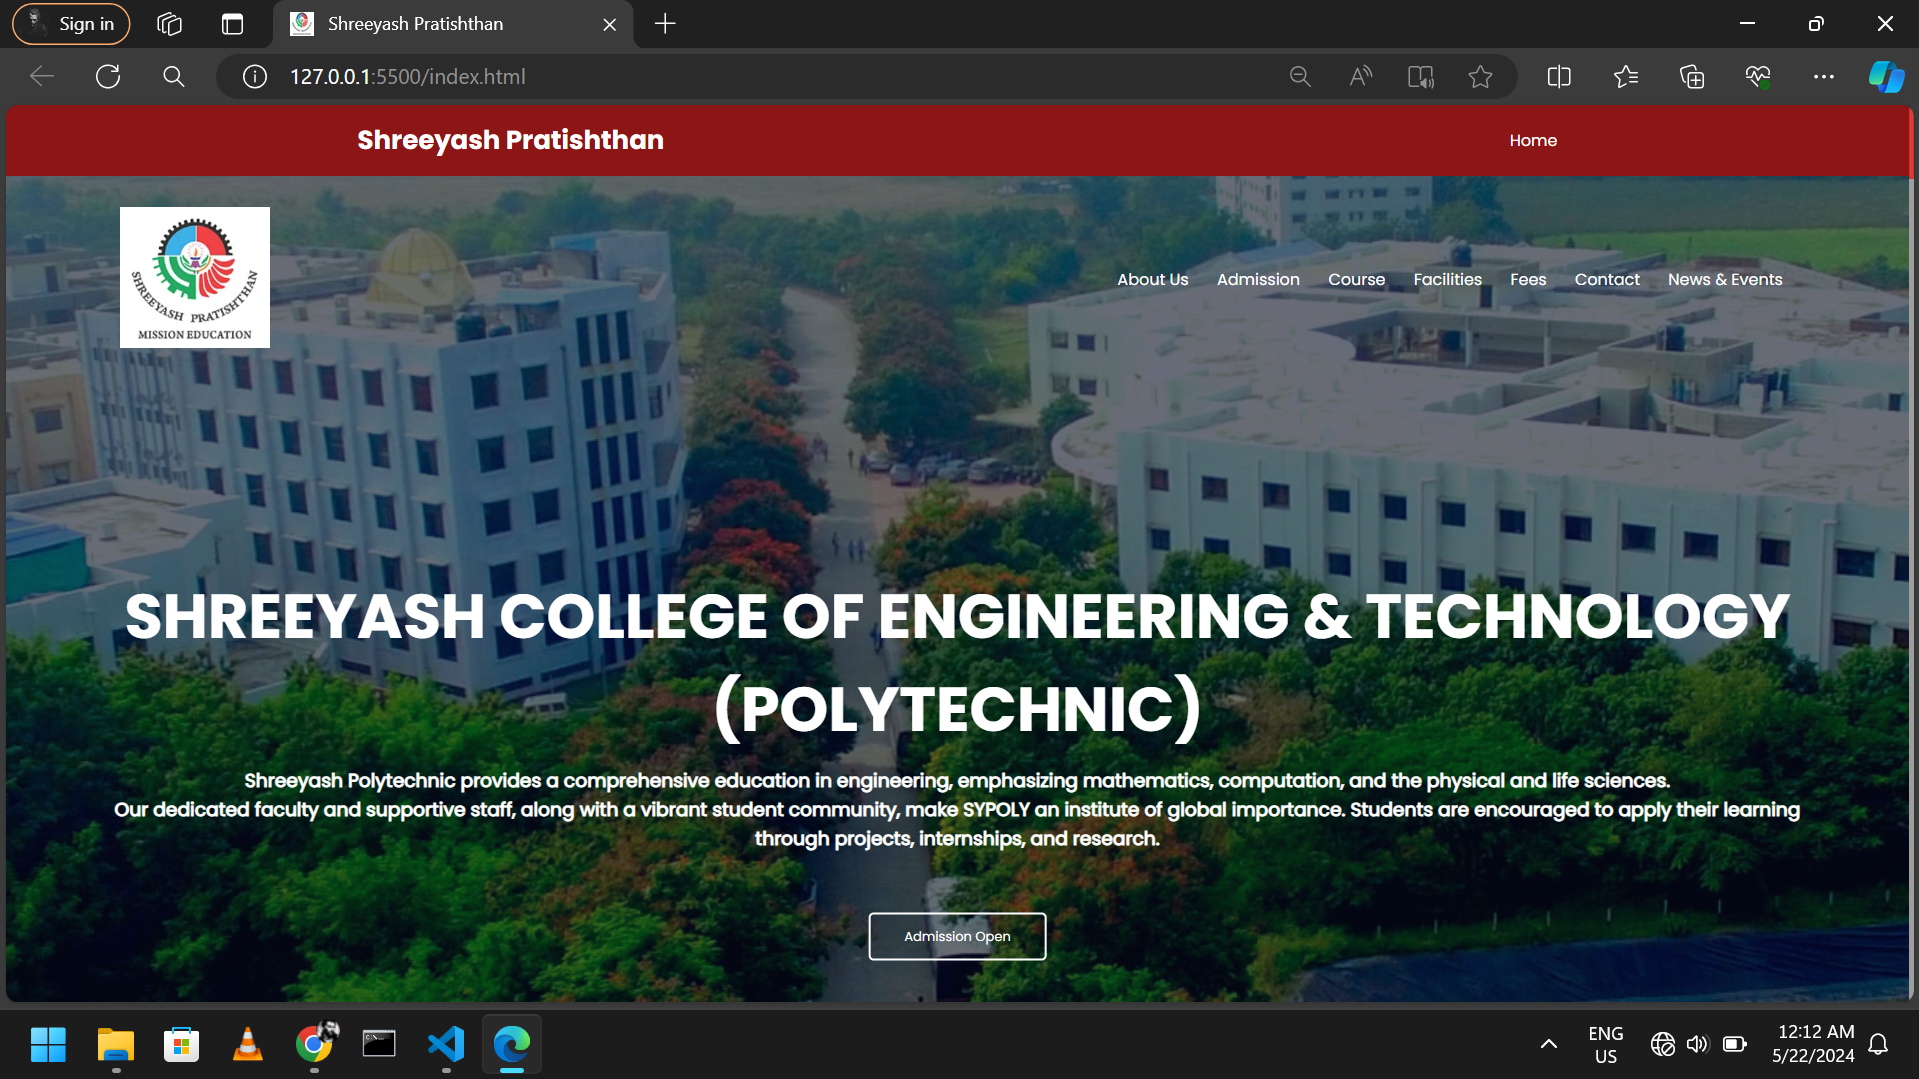 Sign in
Shreeyash Pratishthan
127.0.0.1:5500/index.html
Shreeyash Pratishthan
Home
SHREEYASH PRATISHTHAN
MISSION EDUCATION
About Us Admission Course Facilities Fees Contact News & Events
SHREEYASH COLLEGE OF ENGINEERING & TECHNOLOGY
(POLYTECHNIC)
Shreeyash Polytechnic provides a comprehensive education in engineering, emphasizing mathematics, computation, and the physical and life sciences.
Our dedicated faculty and supportive staff, along with a vibrant student community, make SYPOLY an institute of global importance. Students are encouraged to apply their learning
through projects, internships, and research.
Admission Open
ENG
US
12:12 AM
5/22/2024